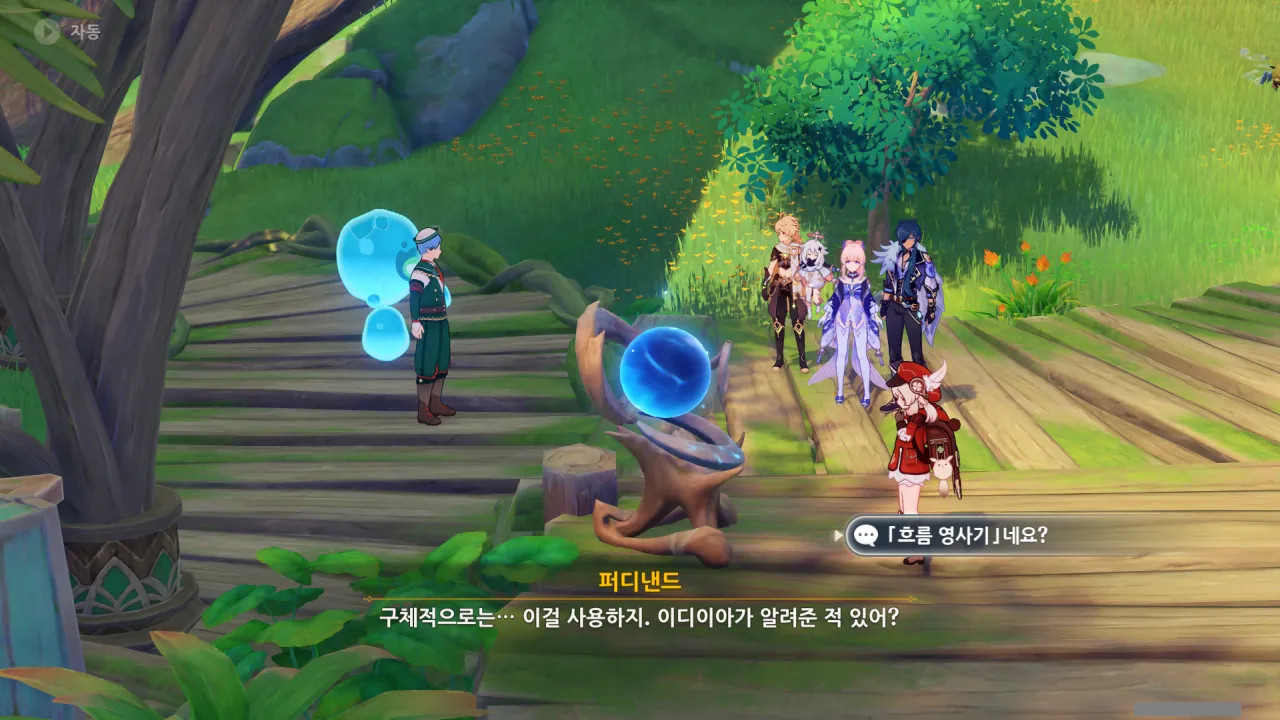 자동
「흐름 영사기」네요?
퍼디낸드
구체적으로는… 이걸 사용하지. 이디이아가 알려준 적 있어?